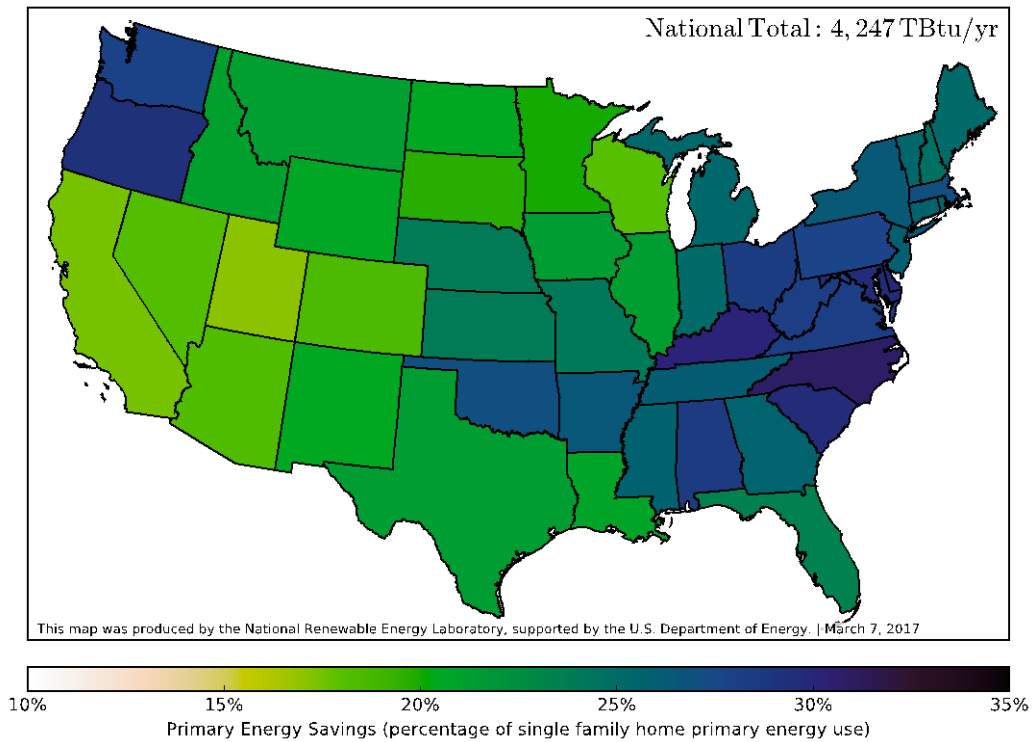 National Total : 4, 247 TBtu/yr
This map was produced by the National Renewable Energy Laboratory, supported by the U.S. Department of Energy. | March 7, 2017
10% 15% 20% 25% 30% 35%
Primary Energy Savings (percentage of single family home primary energy use)